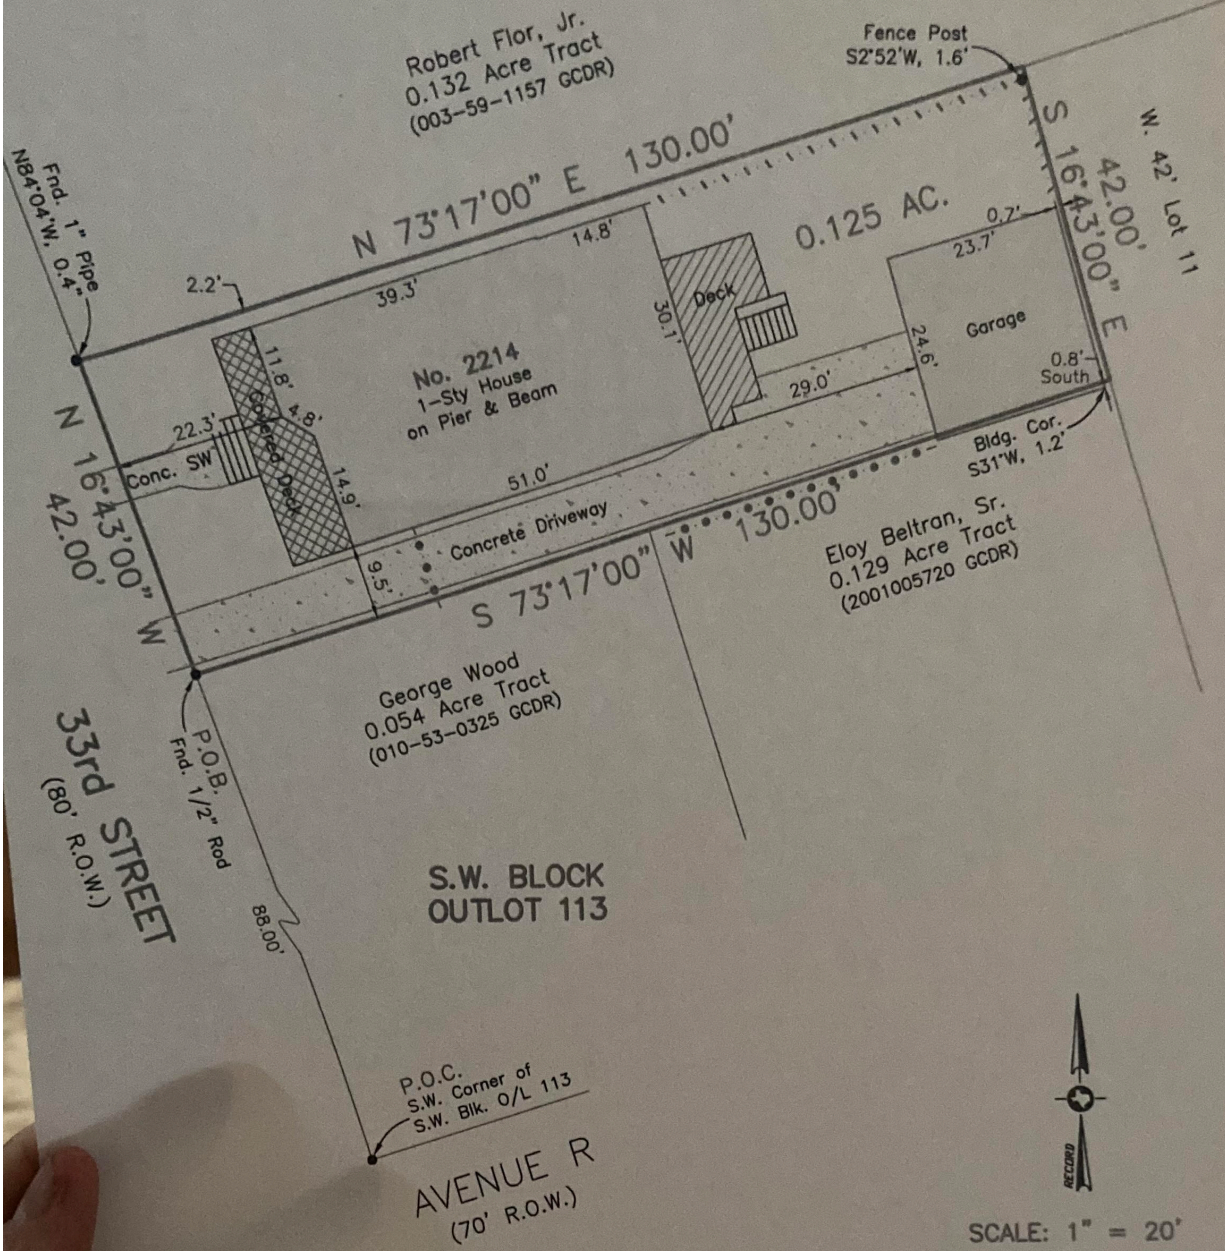 Robert Flor, Jr.
0.132 Acre Tract
(003-59-1157 GCDR)
Fence Post
S2°52'W, 1.6'
Fnd. 1" Pipe
N84°04'W, 0.4"
N 73°17'00" E 130.00'
S 16°43'00" E
42.00'
W. 42' Lot 11
2.2'
39.3'
14.8'
0.125 AC.
0.7'
23.7'
Garage
24.6'
0.8'
South
Deck
30.1'
29.0'
No. 2214
1-Sty House
on Pier & Beam
11.8'
4.8'
Covered Deck
14.9'
22.3'
Conc. SW
51.0'
Concrete Driveway
9.5'
N 16°43'00" W
42.00'
Bldg. Cor.
S31°W, 1.2'
S 73°17'00" W 130.00'
Eloy Beltran, Sr.
0.129 Acre Tract
(2001005720 GCDR)
George Wood
0.054 Acre Tract
(010-53-0325 GCDR)
33rd STREET
(80' R.O.W.)
P.O.B.
Fnd. 1/2" Rod
88.00'
S.W. BLOCK
OUTLOT 113
P.O.C.
S.W. Corner of
S.W. Blk. O/L 113
AVENUE R
(70' R.O.W.)
RECORD
SCALE: 1" = 20'